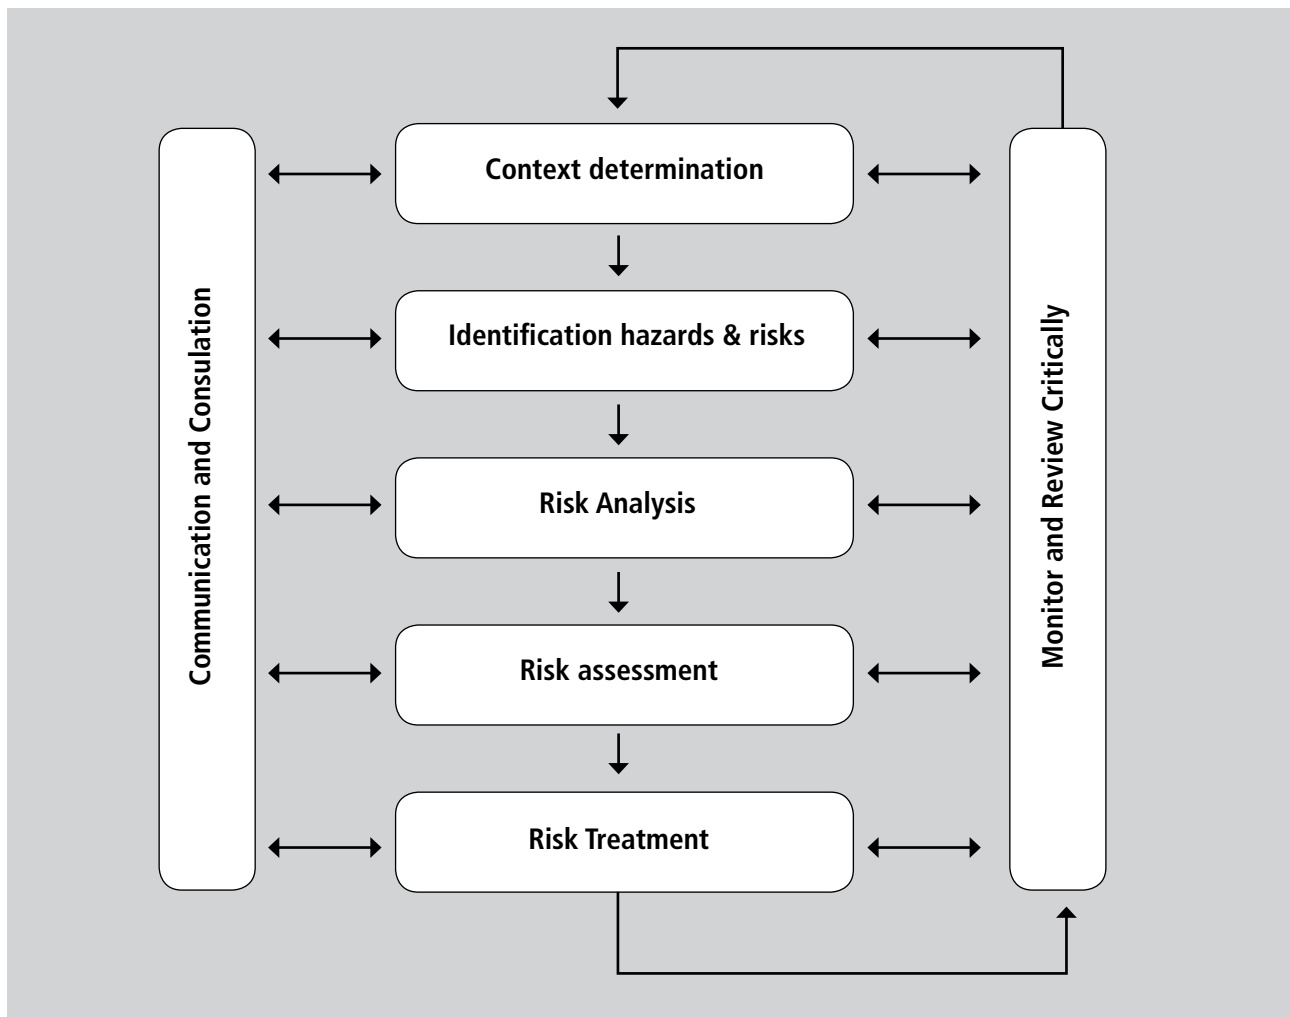 Context determination
Identification hazards & risks
Risk Analysis
Risk assessment
Risk Treatment
Communication and Consulation
Monitor and Review Critically